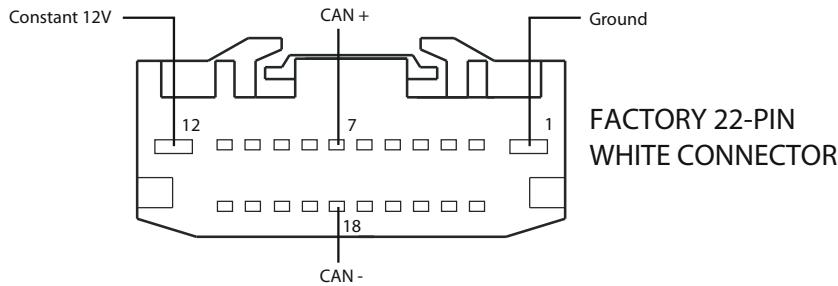 Constant 12V
CAN +
Ground
12
7
1
FACTORY 22-PIN
WHITE CONNECTOR
18
CAN -